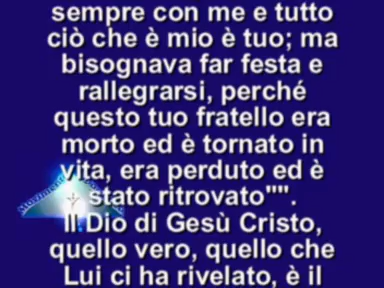 sempre con me e tutto
ciò che è mio è tuo; ma
bisognava far festa e
rallegrarsi, perché
questo tuo fratello era
morto ed è tornato in
vita, era perduto ed è
stato ritrovato"".
Il Dio di Gesù Cristo,
quello vero, quello che
Lui ci ha rivelato, è il